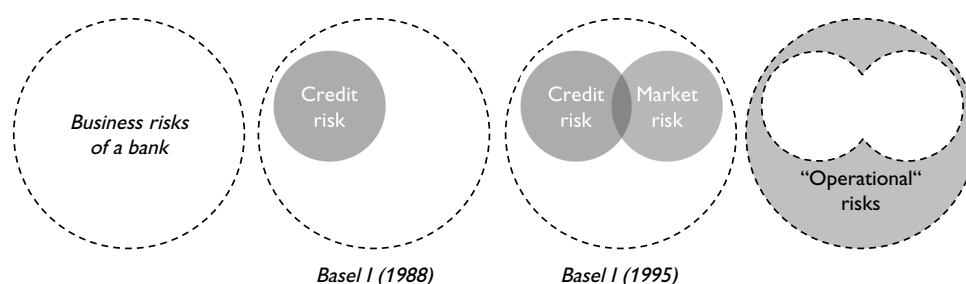 Business risks
of a bank
Credit
risk
Credit
risk
Market
risk
“Operational“
risks
Basel I (1988)
Basel I (1995)